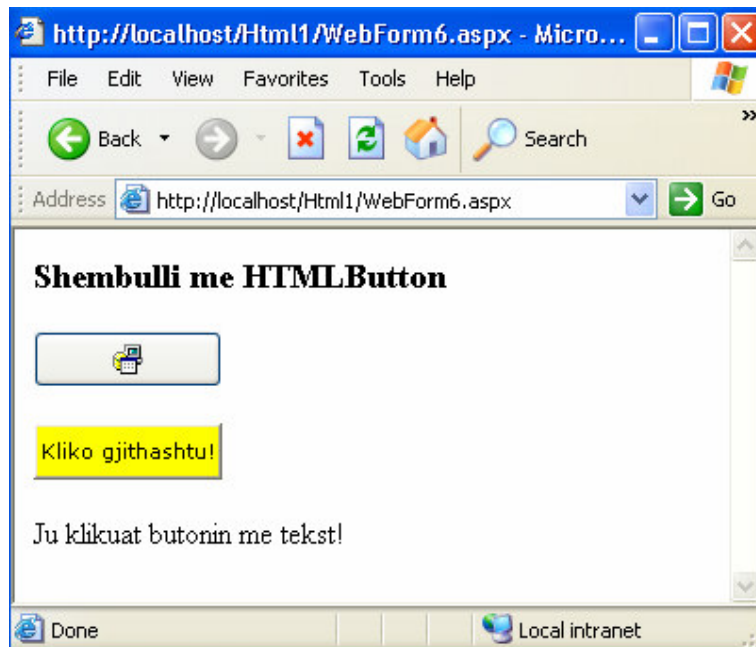 http://localhost/Html1/WebForm6.aspx - Micro...
File Edit View Favorites Tools Help
Back Search »
Address http://localhost/Html1/WebForm6.aspx Go
Shembulli me HTMLButton
Kliko gjithashtu!
Ju klikuat butonin me tekst!
Done Local intranet